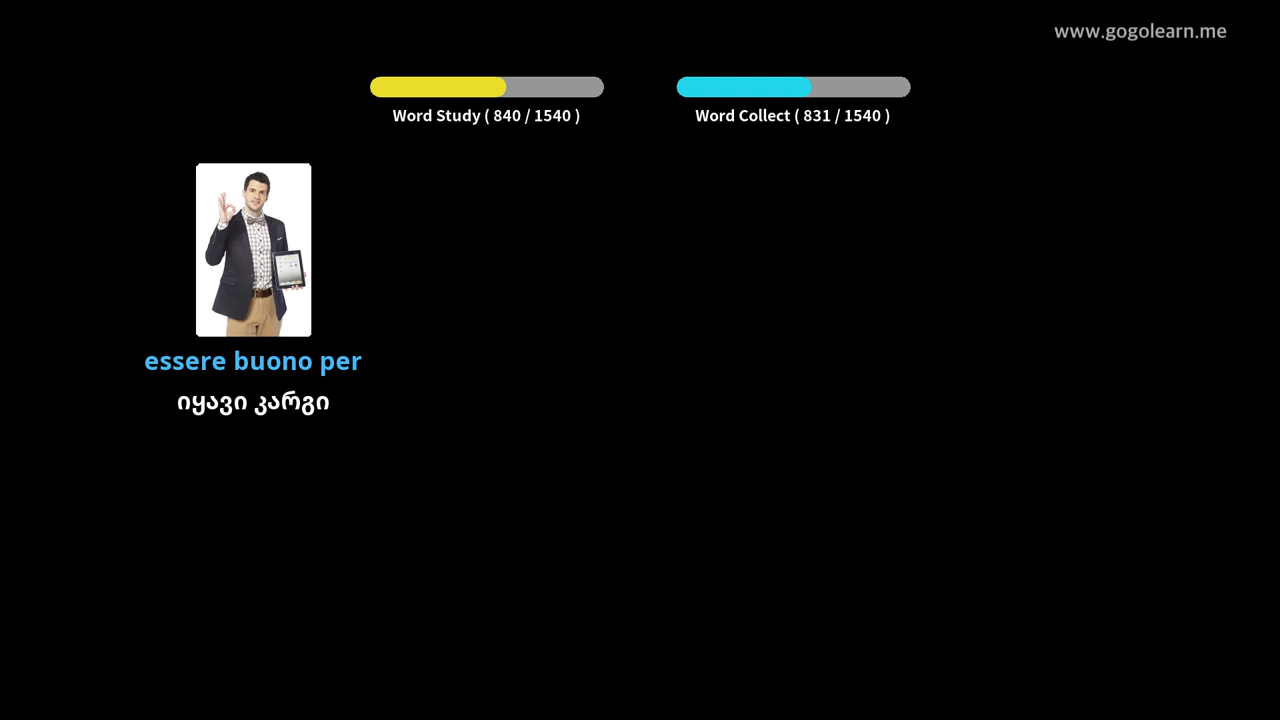 www.gogolearn.me
Word Study ( 840 / 1540 )
Word Collect ( 831 / 1540 )
essere buono per
იყავი კარგი